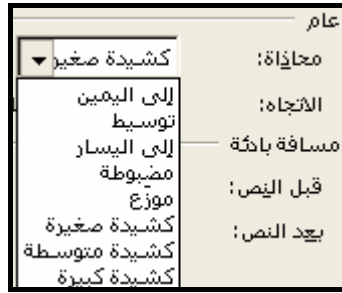 عام
محاذاة: كشيدة صغير
إلى اليمين
الاتجاه:
توسيط
إلى اليسار
مسافة بادئة
مضبوطة
قبل النص:
موزع
كشيدة صغيرة
بعد النص:
كشيدة متوسطة
كشيدة كبيرة